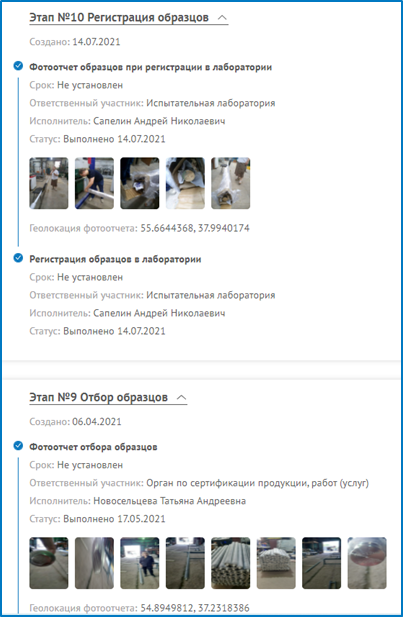 Этап №10 Регистрация образцов
Создано: 14.07.2021
Фотоотчет образцов при регистрации в лаборатории
Срок: Не установлен
Ответственный участник: Испытательная лаборатория
Исполнитель: Сапелин Андрей Николаевич
Статус: Выполнено 14.07.2021
Геолокация фотоотчета: 55.6644368, 37.9940174
Регистрация образцов в лаборатории
Срок: Не установлен
Ответственный участник: Испытательная лаборатория
Исполнитель: Сапелин Андрей Николаевич
Статус: Выполнено 14.07.2021
Этап №9 Отбор образцов
Создано: 06.04.2021
Фотоотчет отбора образцов
Срок: Не установлен
Ответственный участник: Орган по сертификации продукции, работ (услуг)
Исполнитель: Новосельцева Татьяна Андреевна
Статус: Выполнено 17.05.2021
Геолокация фотоотчета: 54.8949812, 37.2318386